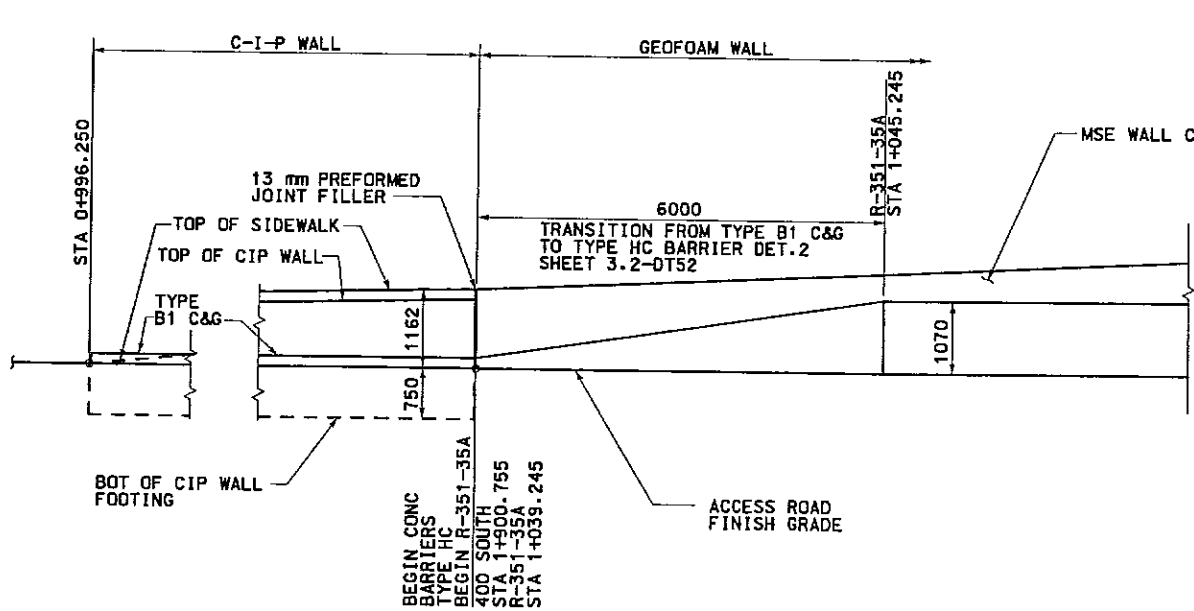 C-I-P WALL
GEOFOAM WALL
STA 0+996.250
R-351-35A
STA 1+045.245
MSE WALL C
13 mm PREFORMED
JOINT FILLER
6000
TRANSITION FROM TYPE B1 C&G
TO TYPE HC BARRIER DET.2
SHEET 3.2-DT52
TOP OF SIDEWALK
TOP OF CIP WALL
TYPE
B1 C&G
1162
1070
750
BOT OF CIP WALL
FOOTING
ACCESS ROAD
FINISH GRADE
BEGIN CONC
BARRIERS
TYPE HC
BEGIN R-351-35A
400 SOUTH
STA 1+900.755
R-351-35A
STA 1+039.245